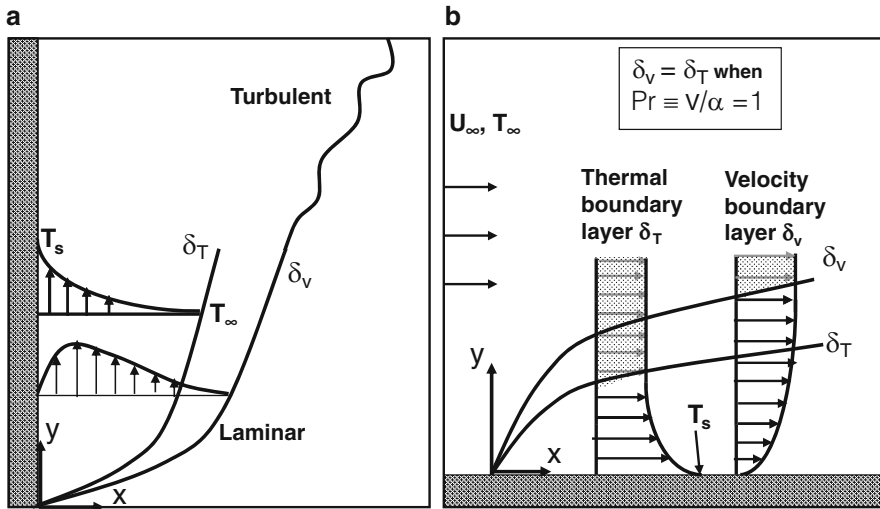 a
Turbulent
T_s
δ_T
δ_v
T_∞
Laminar
y
x
b
δ_v = δ_T when
Pr ≡ ν/α = 1
U_∞, T_∞
Thermal
boundary
layer δ_T
Velocity
boundary
layer δ_v
δ_v
δ_T
y
T_s
x